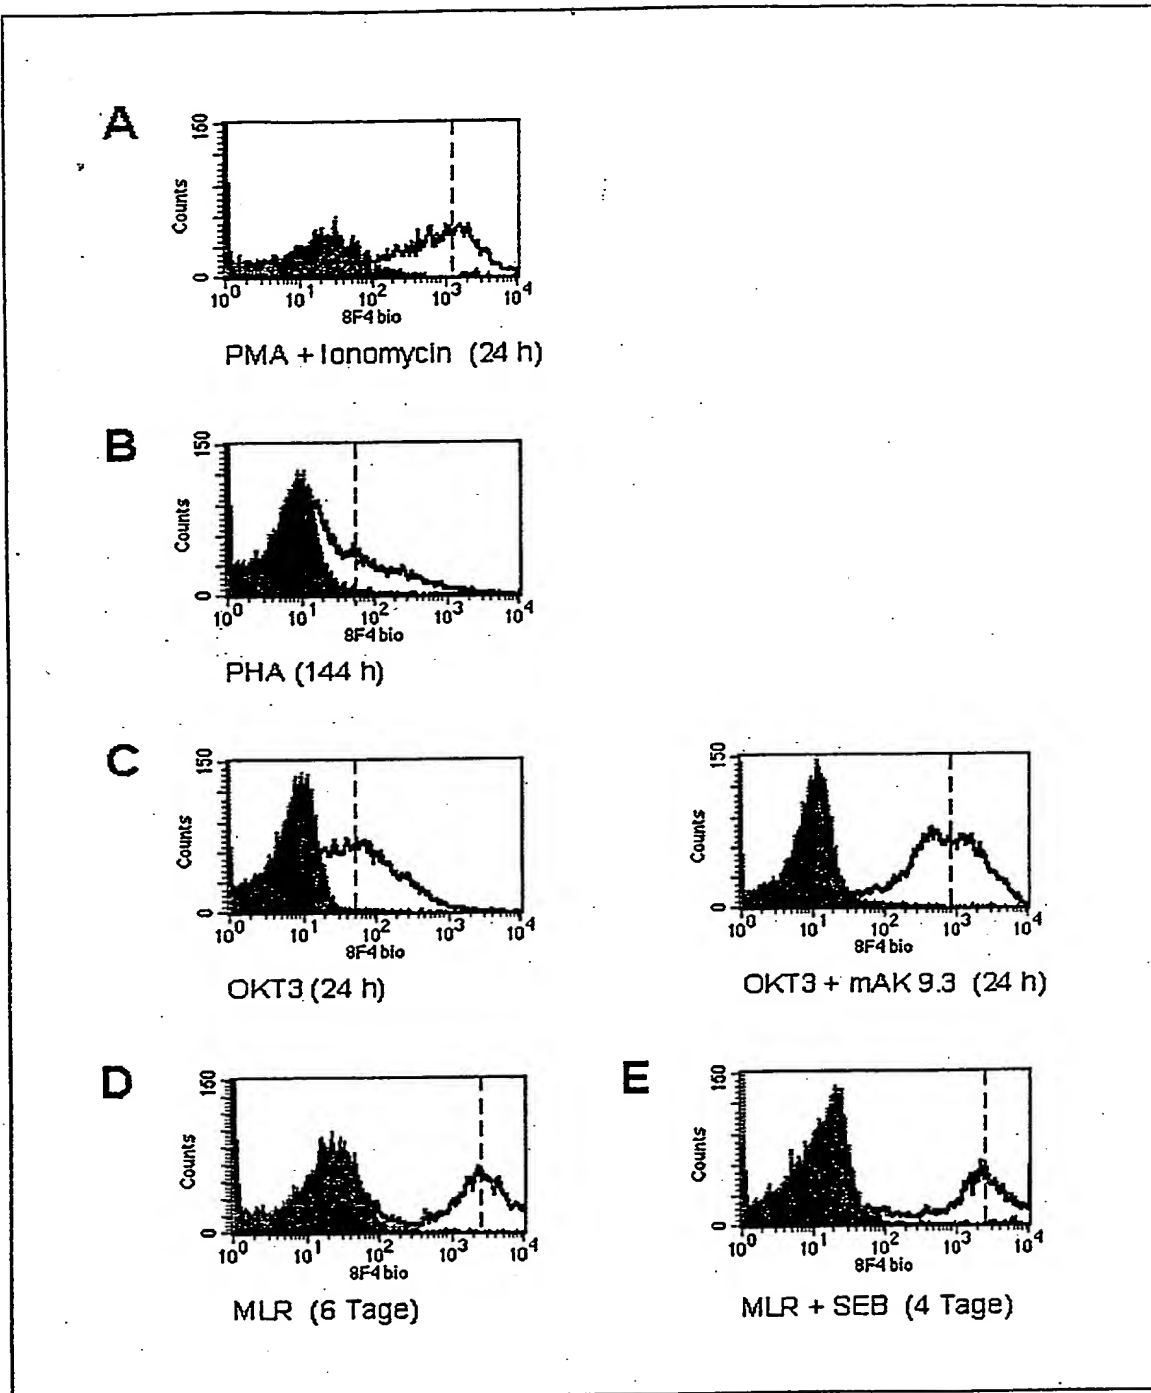 A
150
Counts
0
10^0 10^1 10^2 10^3 10^4
8F4 bio
PMA + Ionomycin (24 h)
B
150
Counts
0
10^0 10^1 10^2 10^3 10^4
8F4 bio
PHA (144 h)
C
150
Counts
0
10^0 10^1 10^2 10^3 10^4
8F4 bio
OKT3 (24 h)
150
Counts
0
10^0 10^1 10^2 10^3 10^4
8F4 bio
OKT3 + mAK 9.3 (24 h)
D
150
Counts
0
10^0 10^1 10^2 10^3 10^4
8F4 bio
MLR (6 Tage)
E
150
Counts
0
10^0 10^1 10^2 10^3 10^4
8F4 bio
MLR + SEB (4 Tage)